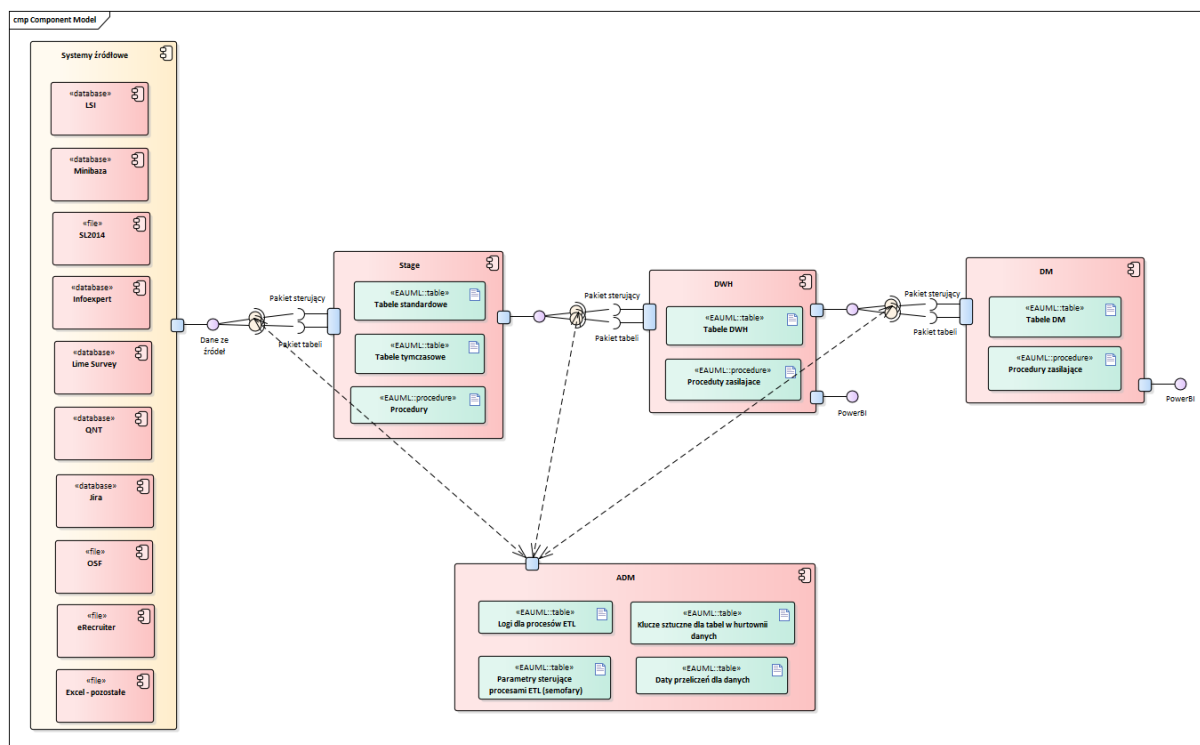 cmp Component Model
Systemy źródłowe
«database»
LSI
«database»
Minibaza
«file»
SL2014
«database»
Infoexpert
«database»
Lime Survey
«database»
QNT
«database»
Jira
«file»
OSF
«file»
eRecruiter
«file»
Excel - pozostałe
Dane ze
źródeł
Pakiet sterujący
Pakiet tabeli
Stage
«EAUML::table»
Tabele standardowe
«EAUML::table»
Tabele tymczasowe
«EAUML::procedure»
Procedury
Pakiet sterujący
Pakiet tabeli
DWH
«EAUML::table»
Tabele DWH
«EAUML::procedure»
Proceduty zasilajace
PowerBI
Pakiet sterujący
Pakiet tabeli
DM
«EAUML::table»
Tabele DM
«EAUML::procedure»
Procedury zasilające
PowerBI
ADM
«EAUML::table»
Logi dla procesów ETL
«EAUML::table»
Klucze sztuczne dla tabel w hurtownii
danych
«EAUML::table»
Parametry sterujące
procesami ETL (semofary)
«EAUML::table»
Daty przeliczeń dla danych